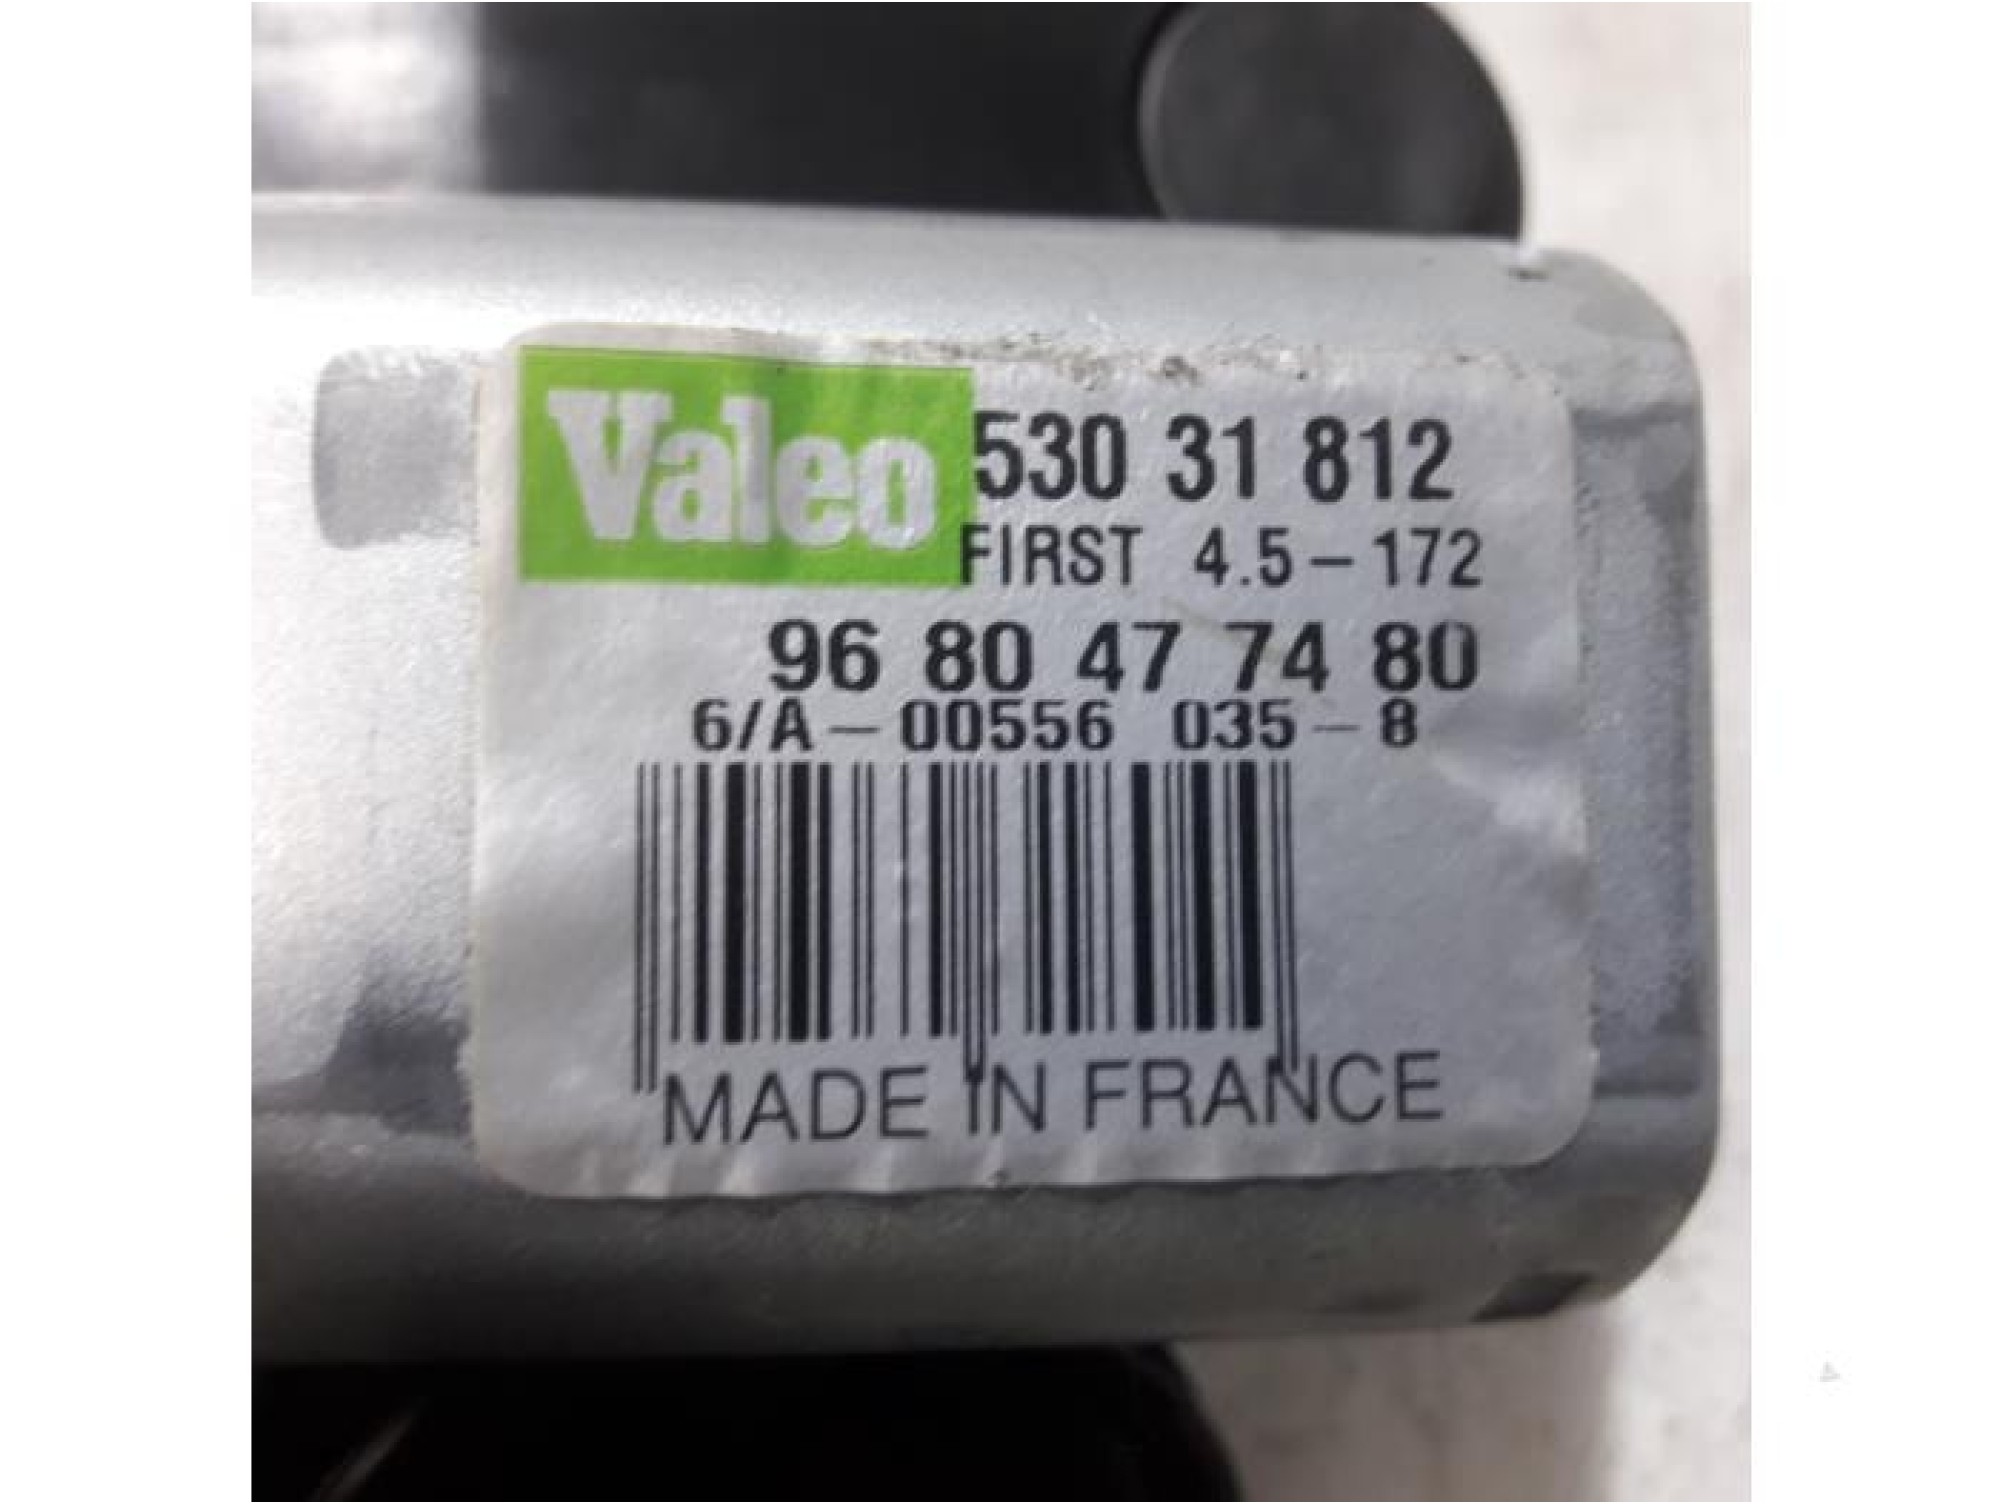 Valeo 530 31 812
FIRST 4.5-172
96 80 47 74 80
6/A-00556 035-8
MADE IN FRANCE